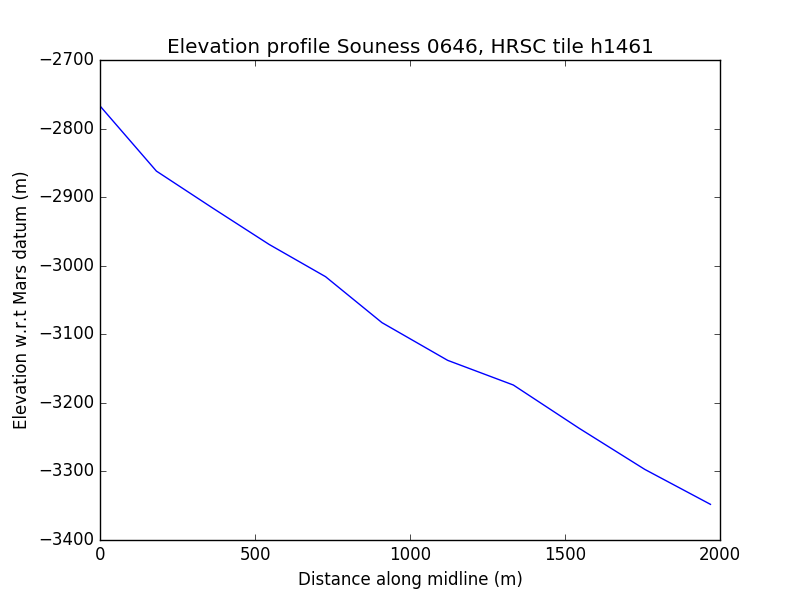 Elevation profile Souness 0646, HRSC tile h1461
−2700
−2800
−2900
−3000
−3100
−3200
−3300
−3400
Elevation w.r.t Mars datum (m)
0 500 1000 1500 2000
Distance along midline (m)